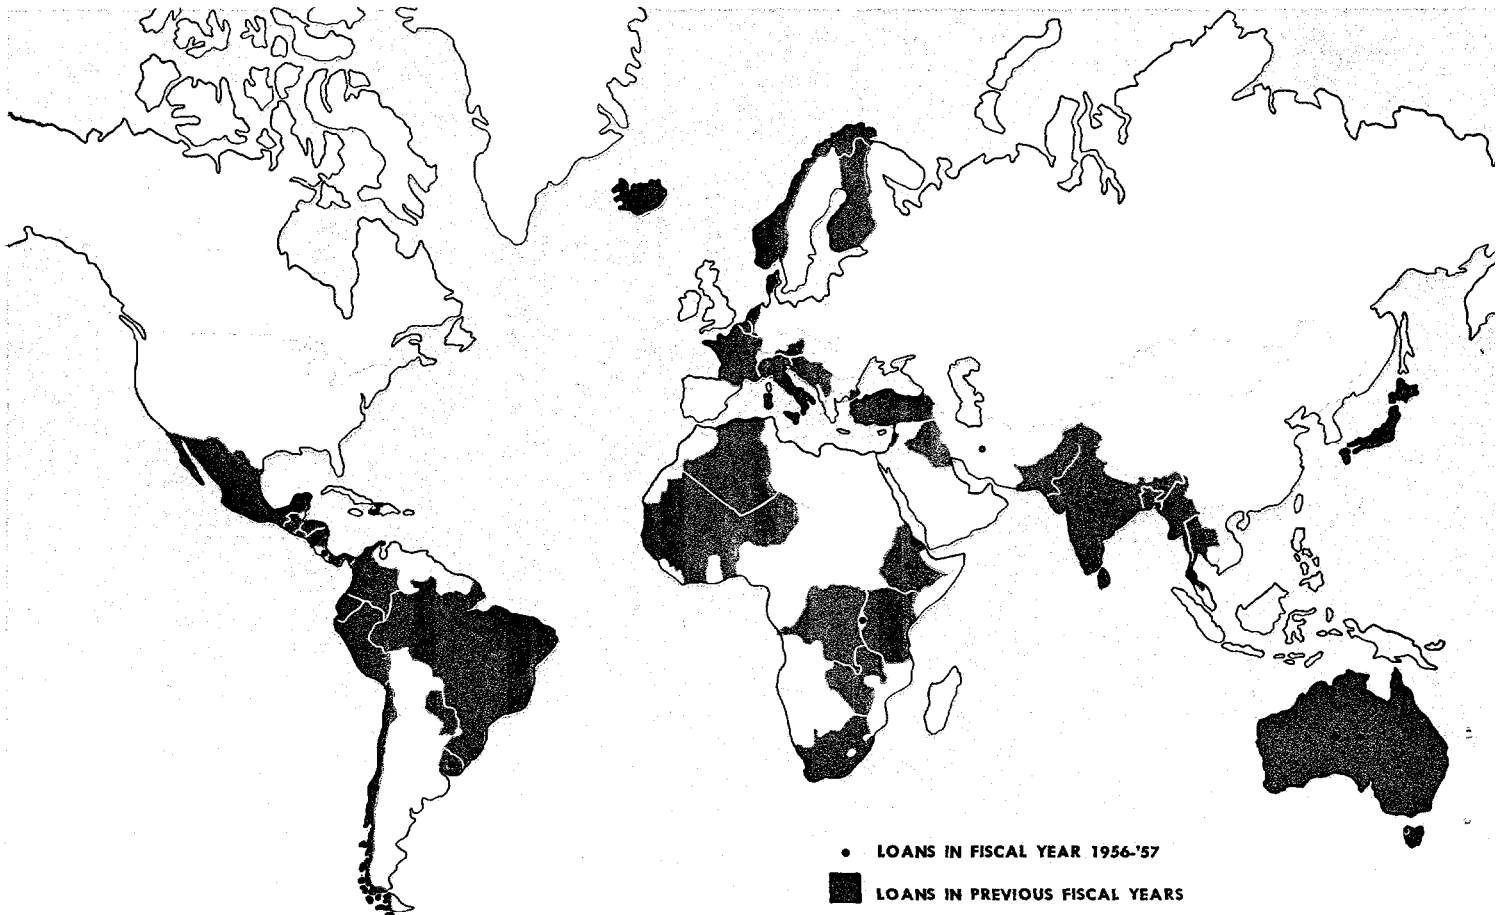 • LOANS IN FISCAL YEAR 1956-'57
LOANS IN PREVIOUS FISCAL YEARS